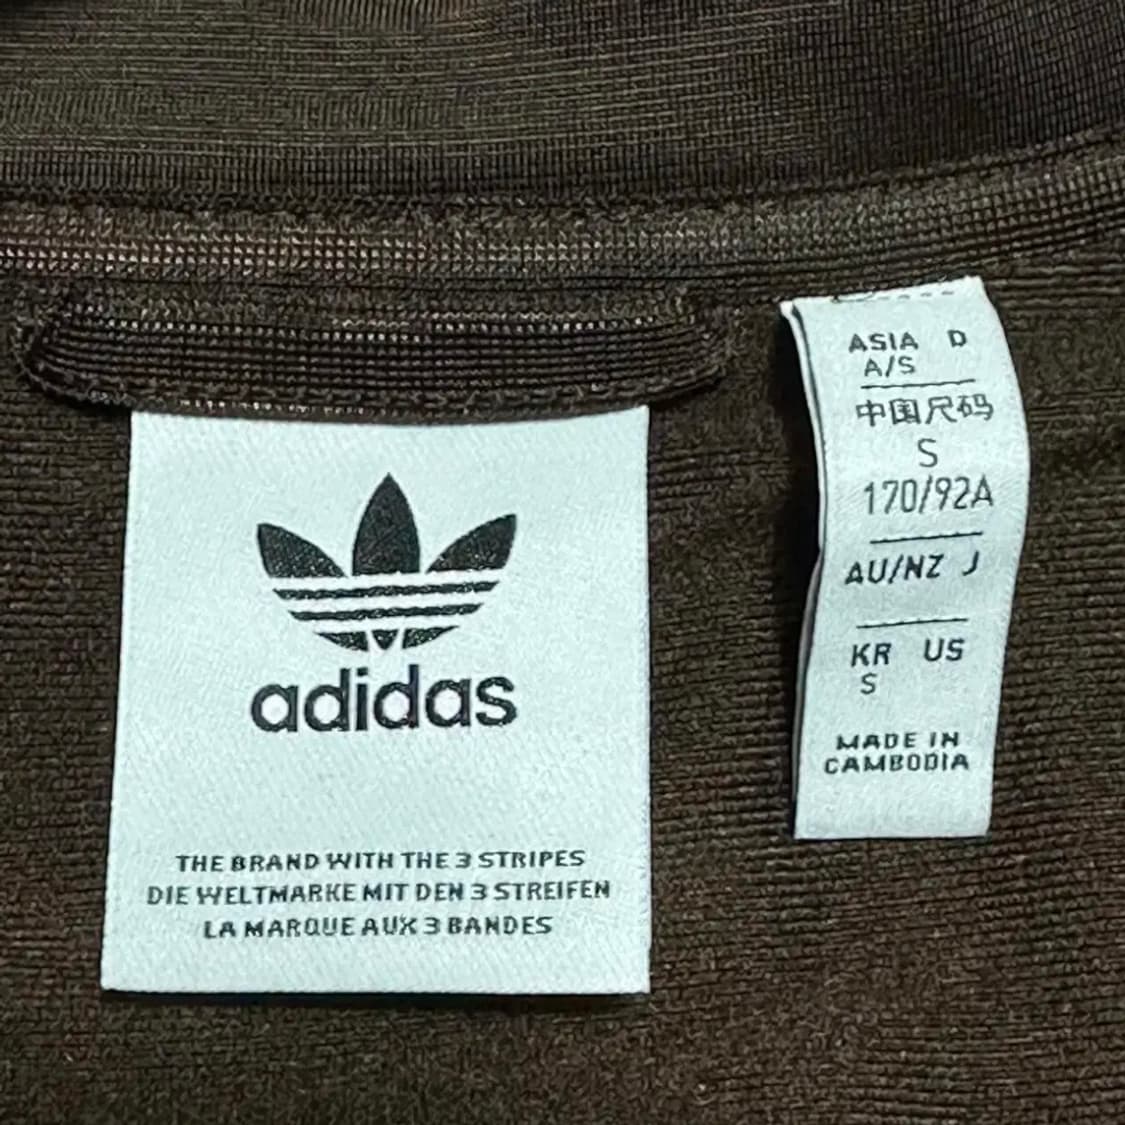 adidas
THE BRAND WITH THE 3 STRIPES
DIE WELTMARKE MIT DEN 3 STREIFEN
LA MARQUE AUX 3 BANDES
ASIA D
A/S
中国尺码
S
170/92A
AU/NZ J
KR US
S
MADE IN
CAMBODIA